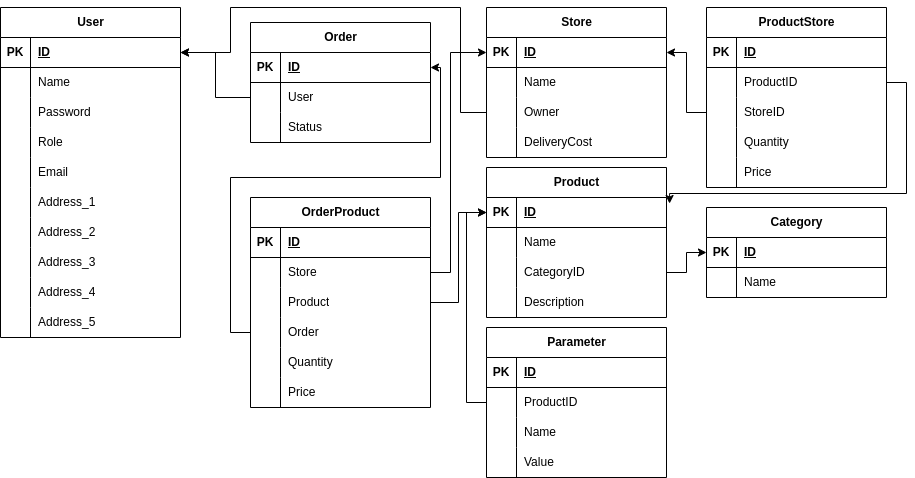 User
PK ID
Name
Password
Role
Email
Address_1
Address_2
Address_3
Address_4
Address_5
Order
PK ID
User
Status
OrderProduct
PK ID
Store
Product
Order
Quantity
Price
Store
PK ID
Name
Owner
DeliveryCost
Product
PK ID
Name
CategoryID
Description
Parameter
PK ID
ProductID
Name
Value
ProductStore
PK ID
ProductID
StoreID
Quantity
Price
Category
PK ID
Name